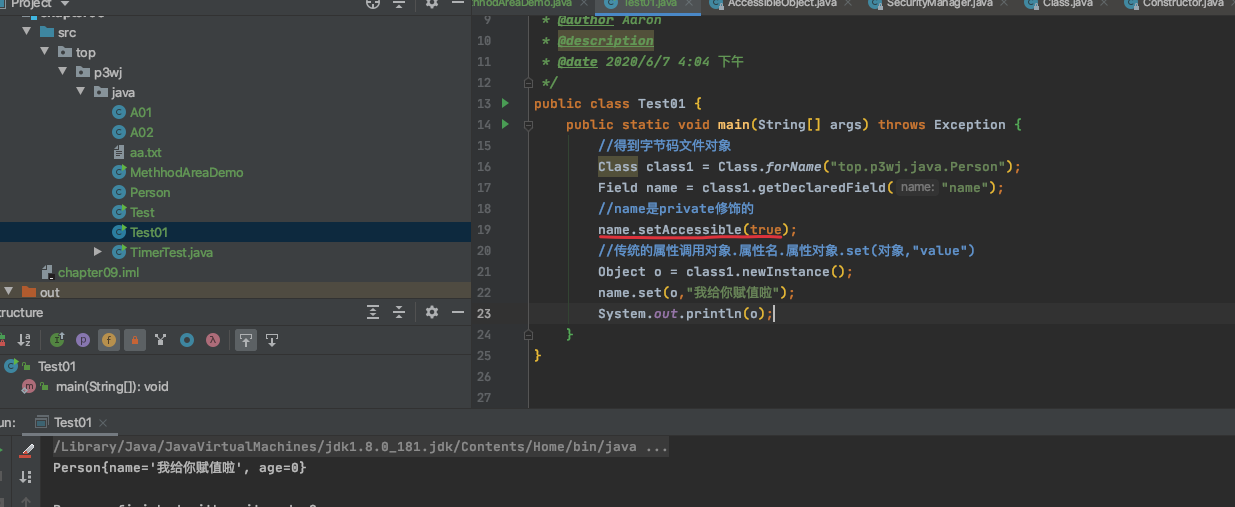 Project
MethhodAreaDemo.java
Test01.java
AccessibleObject.java
SecurityManager.java
Class.java
Constructor.java
src
top
p3wj
java
A01
A02
aa.txt
MethhodAreaDemo
Person
Test
Test01
TimerTest.java
chapter09.iml
out
9 * @author Aaron
10 * @description
11 * @date 2020/6/7 4:04 下午
12 */
13 public class Test01 {
14 public static void main(String[] args) throws Exception {
15 //得到字节码文件对象
16 Class class1 = Class.forName("top.p3wj.java.Person");
17 Field name = class1.getDeclaredField( name: "name");
18 //name是private修饰的
19 name.setAccessible(true);
20 //传统的属性调用对象.属性名.属性对象.set(对象,"value")
21 Object o = class1.newInstance();
22 name.set(o,"我给你赋值啦");
23 System.out.println(o);
24 }
25 }
26
27
ructure
Test01
main(String[]): void
un:
Test01
/Library/Java/JavaVirtualMachines/jdk1.8.0_181.jdk/Contents/Home/bin/java ...
Person{name='我给你赋值啦', age=0}